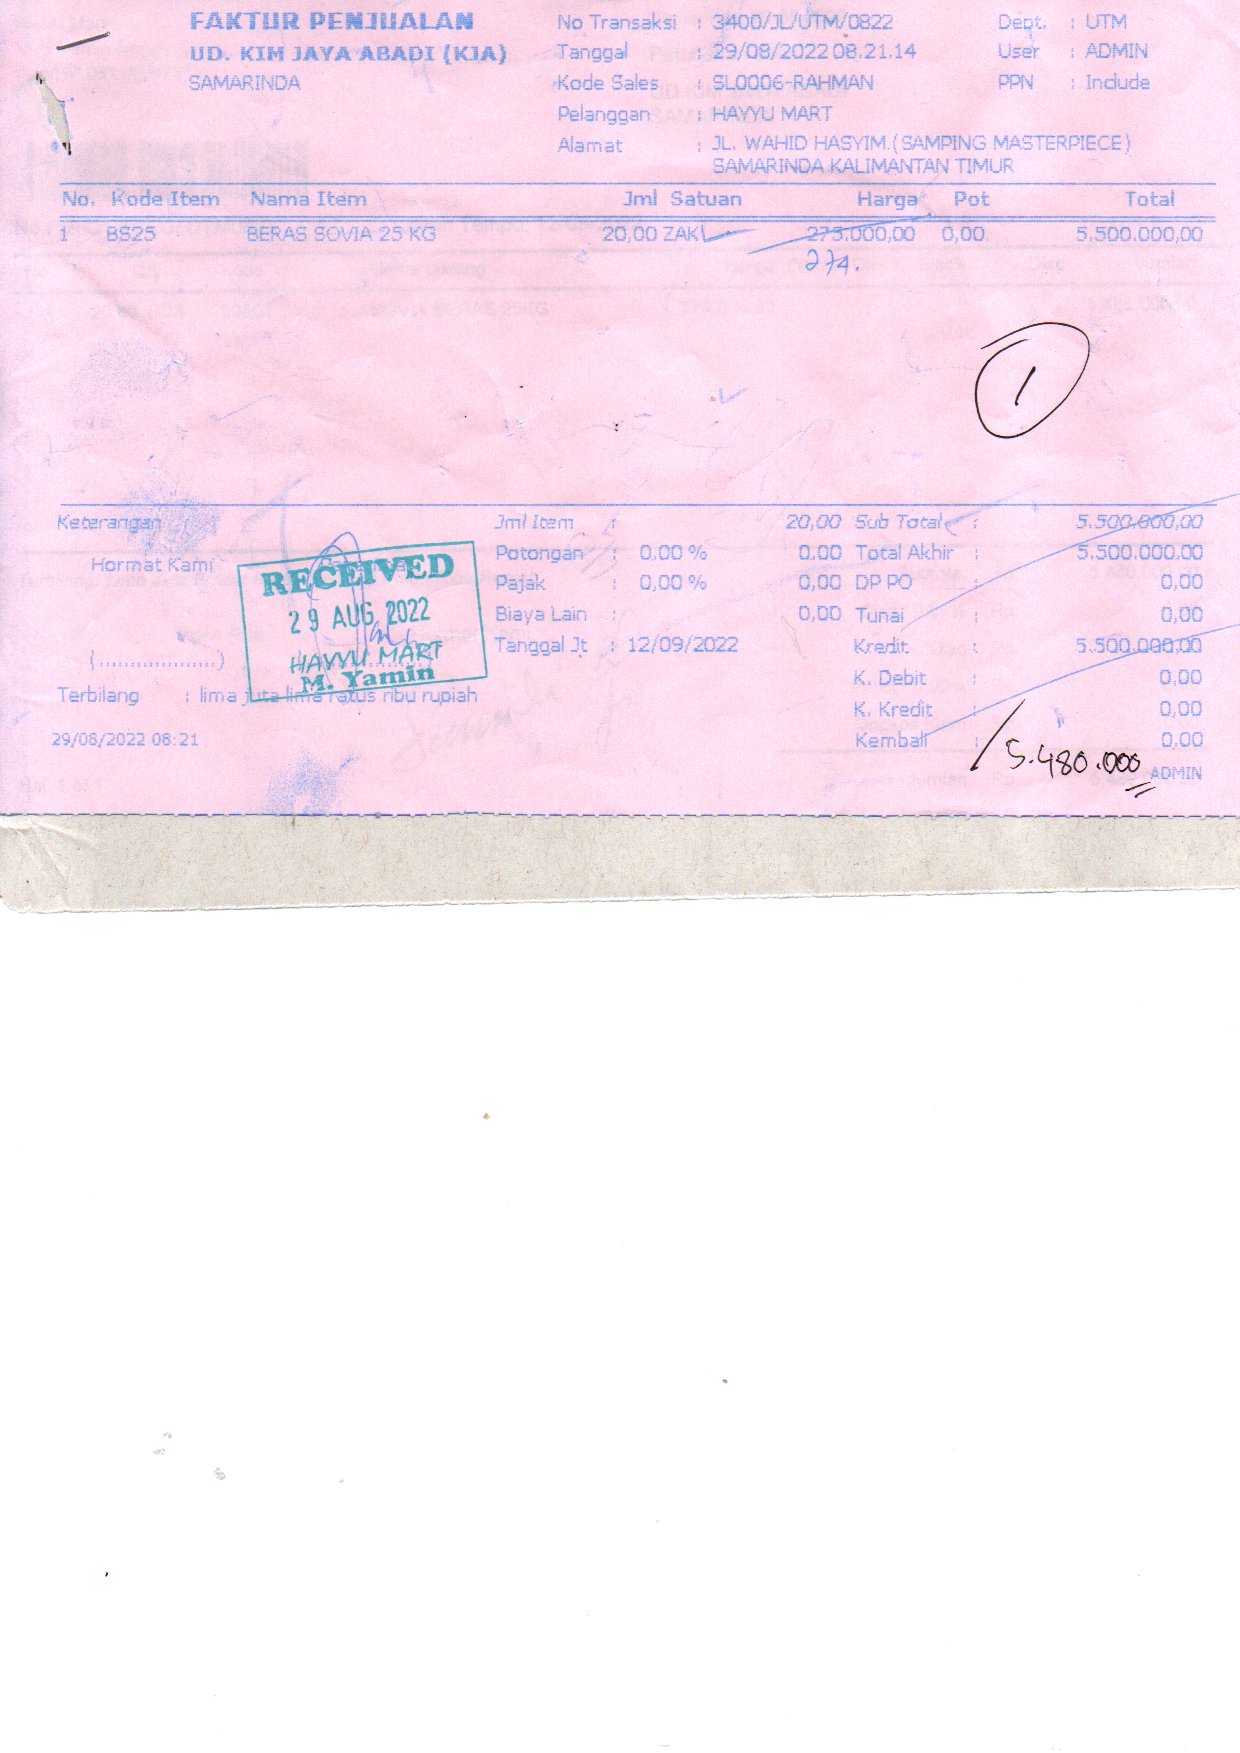 FAKTUR PENJUALAN
UD. KIM JAYA ABADI (KJA)
SAMARINDA
No Transaksi : 3400/JL/UTM/0822
Tanggal : 29/08/2022 08.21.14
Kode Sales : SL0006-RAHMAN
Pelanggan : HAYYU MART
Alamat : JL. WAHID HASYIM.(SAMPING MASTERPIECE)
SAMARINDA KALIMANTAN TIMUR
Dept. : UTM
User : ADMIN
PPN : Include
No. Kode Item Nama Item Jml Satuan Harga Pot Total
1 BS25 BERAS SOVIA 25 KG 20,00 ZAK 275.000,00 0,00 5.500.000,00
274.
1
Keterangan :
Hormat Kami
(.....................)
Jml Item : 20,00
Potongan : 0,00 % 0,00
Pajak : 0,00 % 0,00
Biaya Lain : 0,00
Tanggal Jt : 12/09/2022
Sub Total : 5.500.000,00
Total Akhir : 5.500.000,00
DP PO : 0,00
Tunai : 0,00
Kredit : 5.500.000,00
K. Debit : 0,00
K. Kredit : 0,00
Kembali : 0,00
RECEIVED
29 AUG 2022
HAYYU MART
M. Yamin
Terbilang : lima juta lima ratus ribu rupiah
29/08/2022 08:21
5.480.000
ADMIN